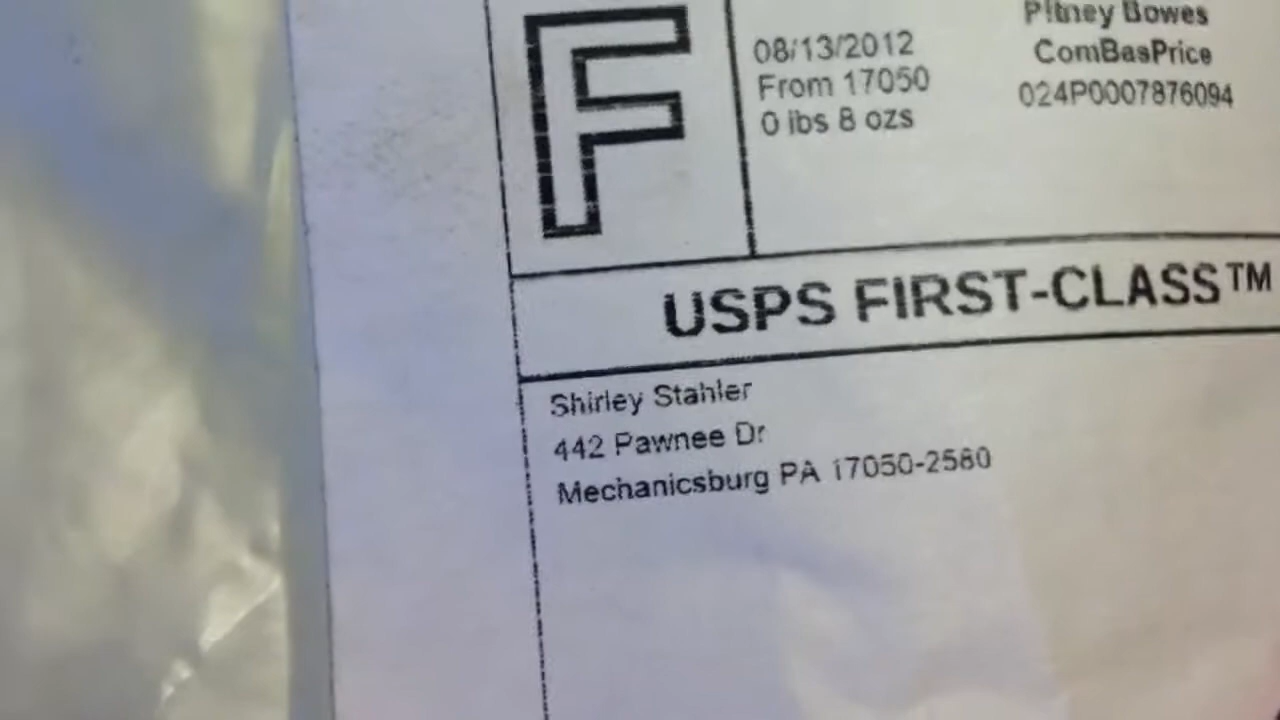 F
08/13/2012
From 17050
0 lbs 8 ozs
Pitney Bowes
ComBasPrice
024P0007876094
USPS FIRST-CLASS™
Shirley Stahler
442 Pawnee Dr
Mechanicsburg PA 17050-2580